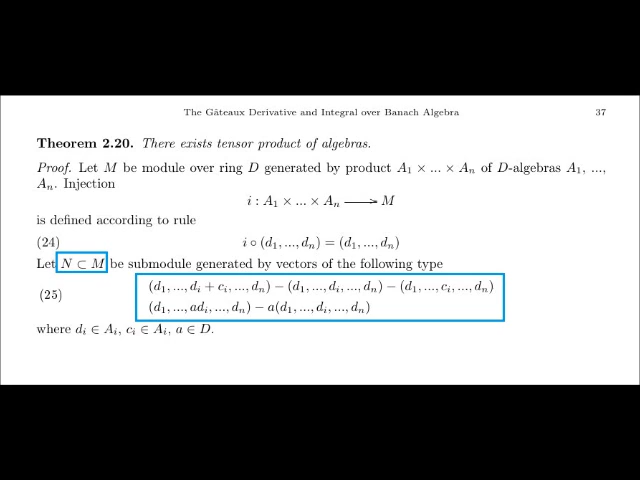 The Gâteaux Derivative and Integral over Banach Algebra 37
Theorem 2.20. There exists tensor product of algebras.
Proof. Let M be module over ring D generated by product A₁ × ... × Aₙ of D-algebras A₁, ...,
Aₙ. Injection
i : A₁ × ... × Aₙ ⟶ M
is defined according to rule
(24) i ∘ (d₁, ..., dₙ) = (d₁, ..., dₙ)
Let N ⊂ M be submodule generated by vectors of the following type
(d₁, ..., dᵢ + cᵢ, ..., dₙ) − (d₁, ..., dᵢ, ..., dₙ) − (d₁, ..., cᵢ, ..., dₙ)
(25)
(d₁, ..., adᵢ, ..., dₙ) − a(d₁, ..., dᵢ, ..., dₙ)
where dᵢ ∈ Aᵢ, cᵢ ∈ Aᵢ, a ∈ D.